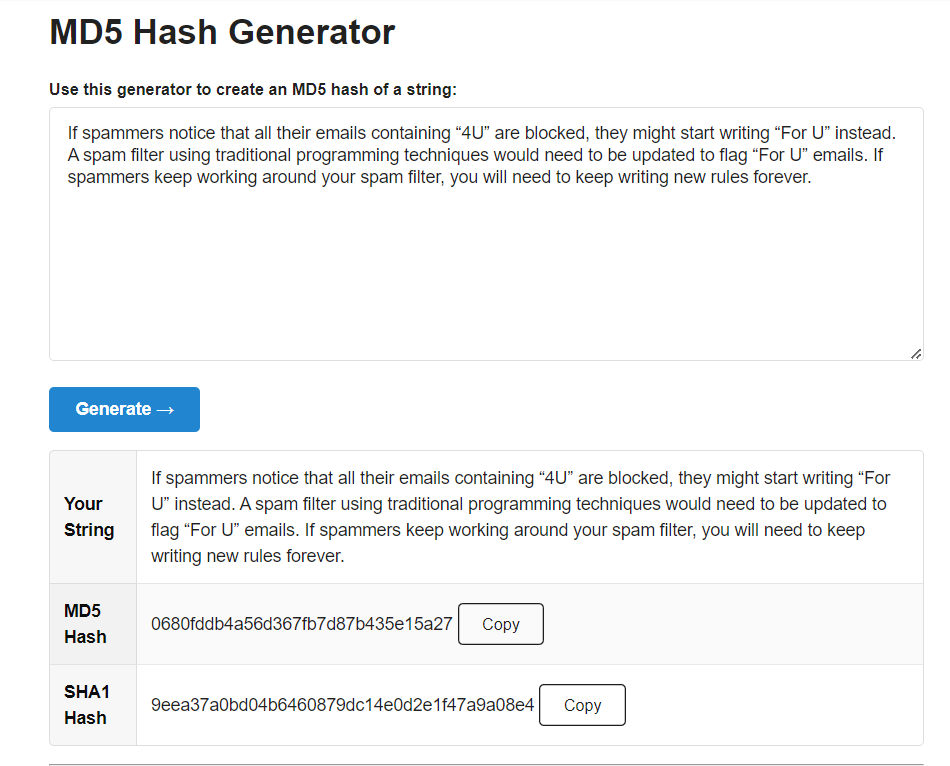 MD5 Hash Generator
Use this generator to create an MD5 hash of a string:
If spammers notice that all their emails containing “4U” are blocked, they might start writing “For U” instead.
A spam filter using traditional programming techniques would need to be updated to flag “For U” emails. If
spammers keep working around your spam filter, you will need to keep writing new rules forever.
Generate →
Your
String
If spammers notice that all their emails containing “4U” are blocked, they might start writing “For
U” instead. A spam filter using traditional programming techniques would need to be updated to
flag “For U” emails. If spammers keep working around your spam filter, you will need to keep
writing new rules forever.
MD5
Hash
0680fddb4a56d367fb7d87b435e15a27 Copy
SHA1
Hash
9eea37a0bd04b6460879dc14e0d2e1f47a9a08e4 Copy